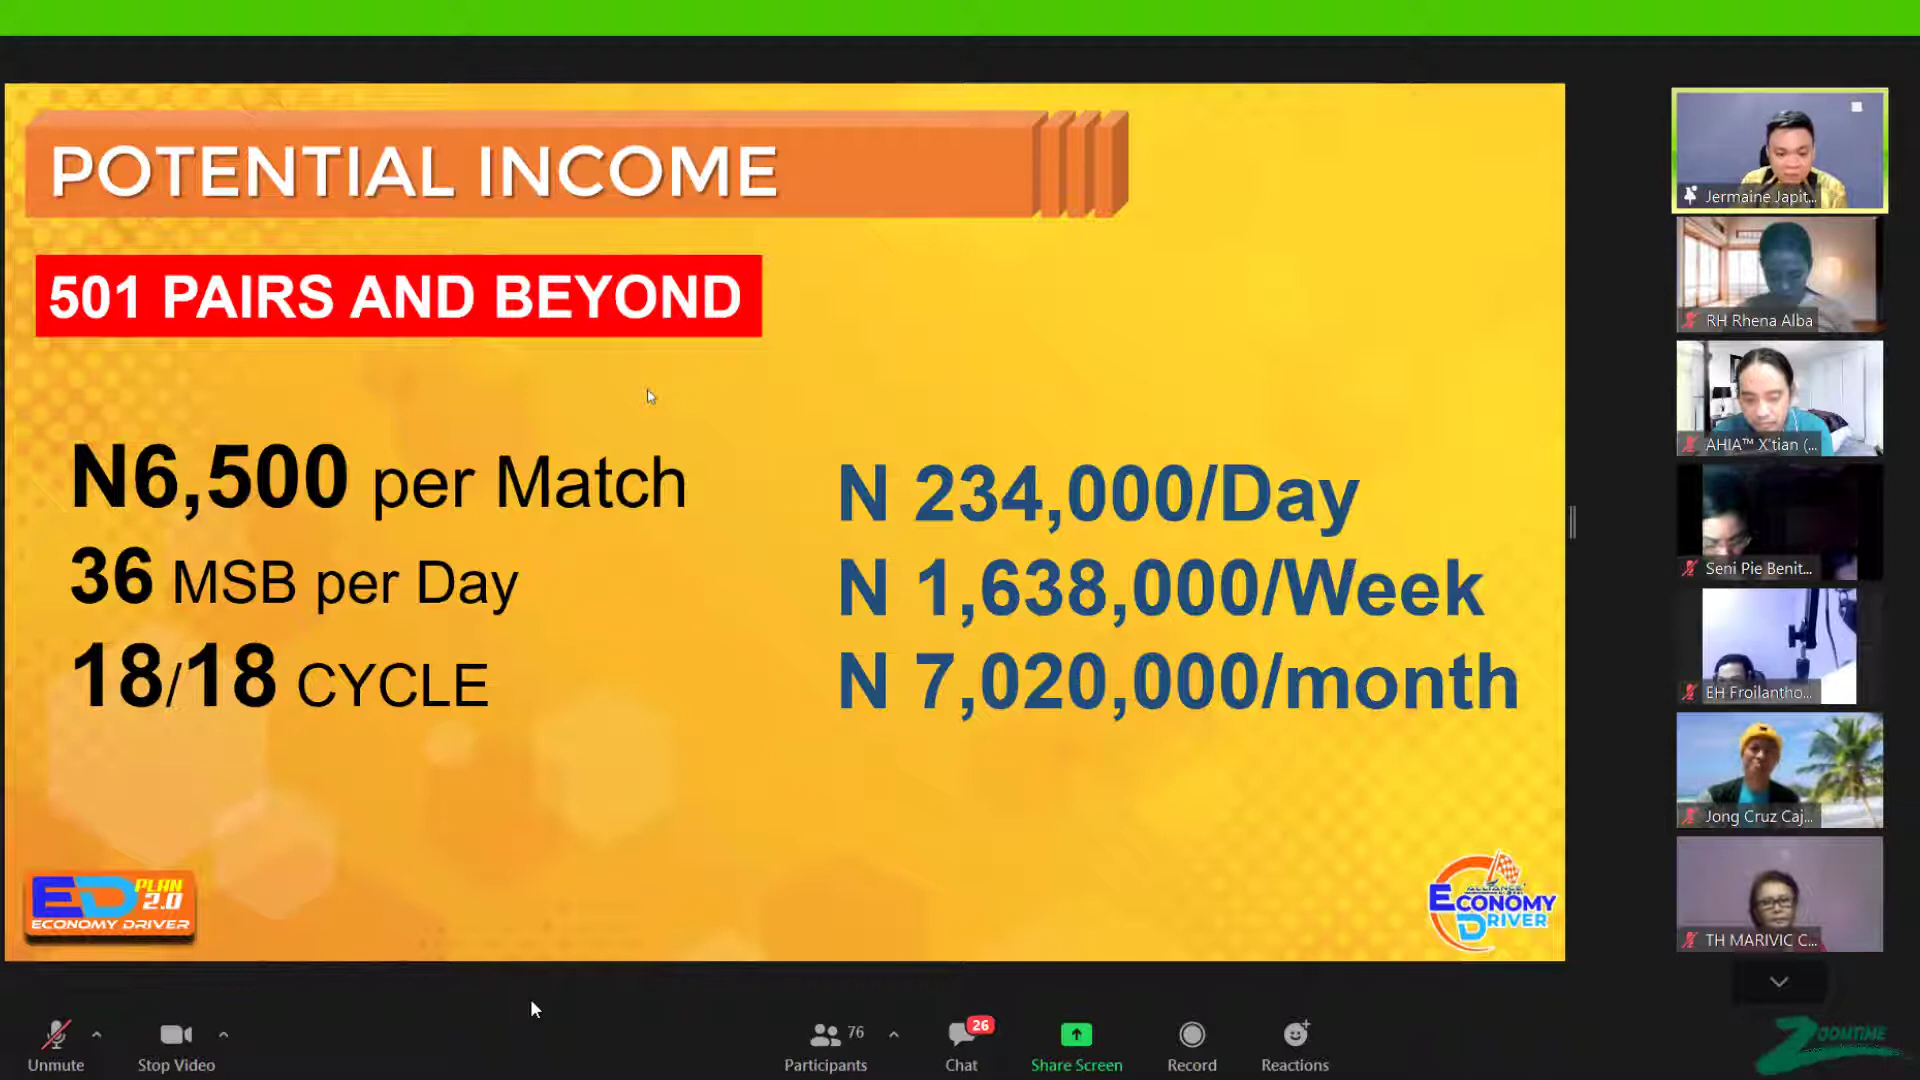 POTENTIAL INCOME
501 PAIRS AND BEYOND
N6,500 per Match
36 MSB per Day
18/18 CYCLE
N 234,000/Day
N 1,638,000/Week
N 7,020,000/month
ED PLAN 2.0
ECONOMY DRIVER
ECONOMY
DRIVER
Jermaine Japit...
RH Rhena Alba
AHIA™ X'tian (...
Seni Pie Benit...
EH Froilantho...
Jong Cruz Caj...
TH MARIVIC C...
Unmute
Stop Video
76
Participants
26
Chat
Share Screen
Record
Reactions
ZOOMTIME